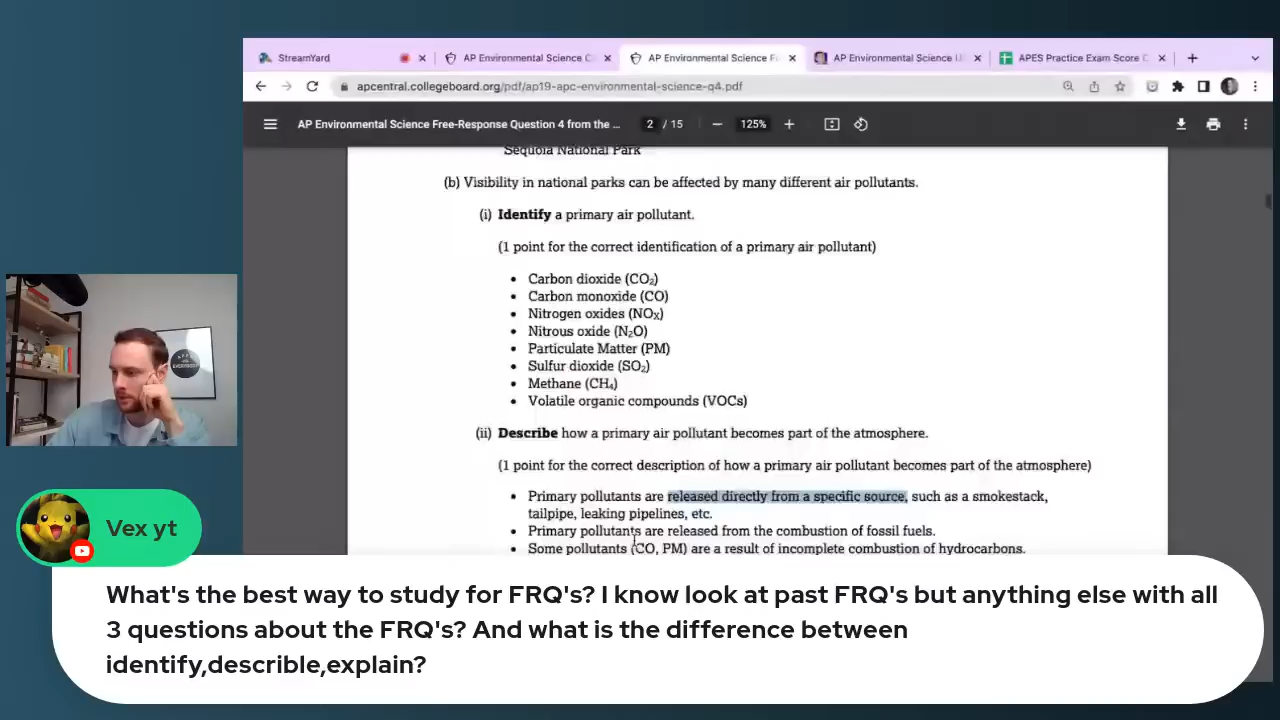 StreamYard
AP Environmental Science C
AP Environmental Science F
AP Environmental Science U
APES Practice Exam Score C
apcentral.collegeboard.org/pdf/ap19-apc-environmental-science-q4.pdf
AP Environmental Science Free-Response Question 4 from the ...
2 / 15
125%
Sequoia National Park
(b) Visibility in national parks can be affected by many different air pollutants.
(i) Identify a primary air pollutant.
(1 point for the correct identification of a primary air pollutant)
• Carbon dioxide (CO₂)
• Carbon monoxide (CO)
• Nitrogen oxides (NOₓ)
• Nitrous oxide (N₂O)
• Particulate Matter (PM)
• Sulfur dioxide (SO₂)
• Methane (CH₄)
• Volatile organic compounds (VOCs)
(ii) Describe how a primary air pollutant becomes part of the atmosphere.
(1 point for the correct description of how a primary air pollutant becomes part of the atmosphere)
• Primary pollutants are released directly from a specific source, such as a smokestack,
tailpipe, leaking pipelines, etc.
• Primary pollutants are released from the combustion of fossil fuels.
• Some pollutants (CO, PM) are a result of incomplete combustion of hydrocarbons.
Vex yt
What's the best way to study for FRQ's? I know look at past FRQ's but anything else with all
3 questions about the FRQ's? And what is the difference between
identify,describle,explain?